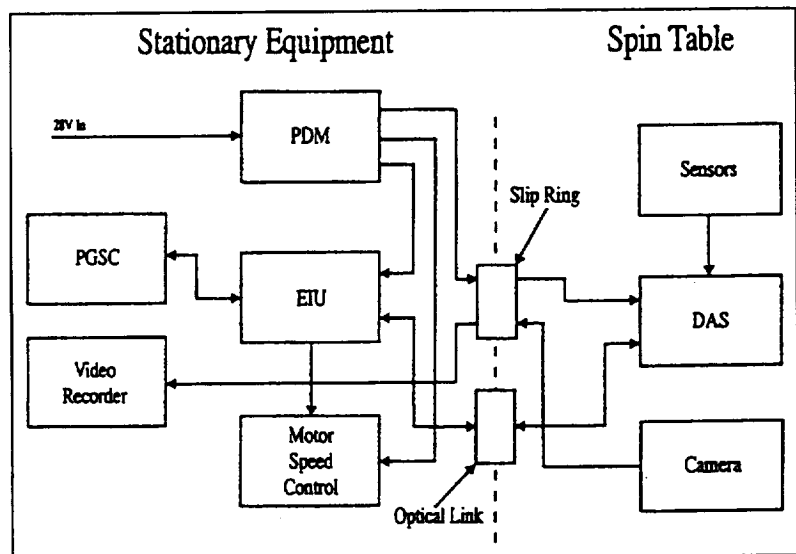 Stationary Equipment
Spin Table
28V in
PDM
Sensors
Slip Ring
PGSC
EIU
DAS
Video
Recorder
Motor
Speed
Control
Camera
Optical Link